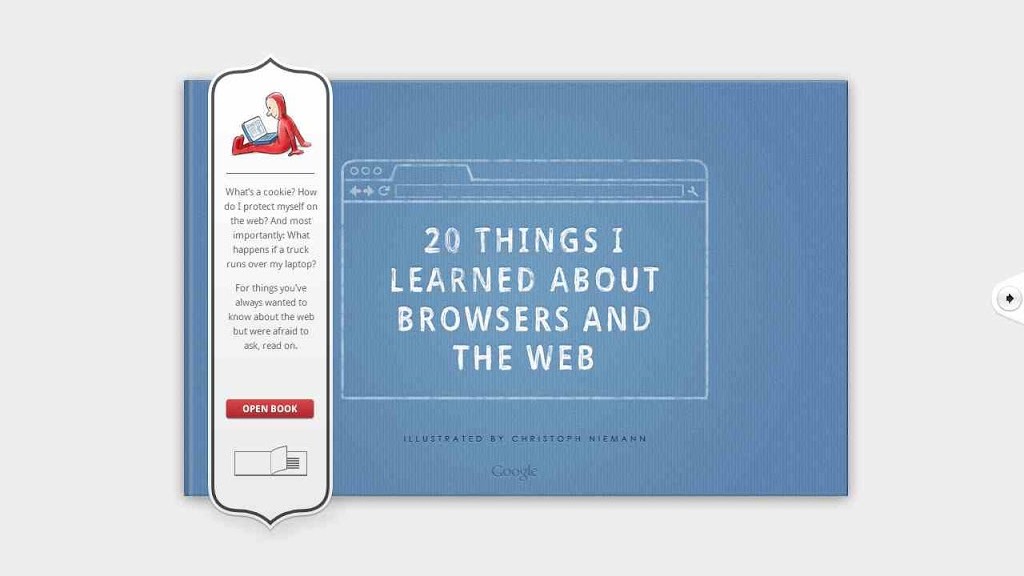 What's a cookie? How
do I protect myself on
the web? And most
importantly: What
happens if a truck
runs over my laptop?
For things you've
always wanted to
know about the web
but were afraid to
ask, read on.
OPEN BOOK
20 THINGS I
LEARNED ABOUT
BROWSERS AND
THE WEB
ILLUSTRATED BY CHRISTOPH NIEMANN
Google